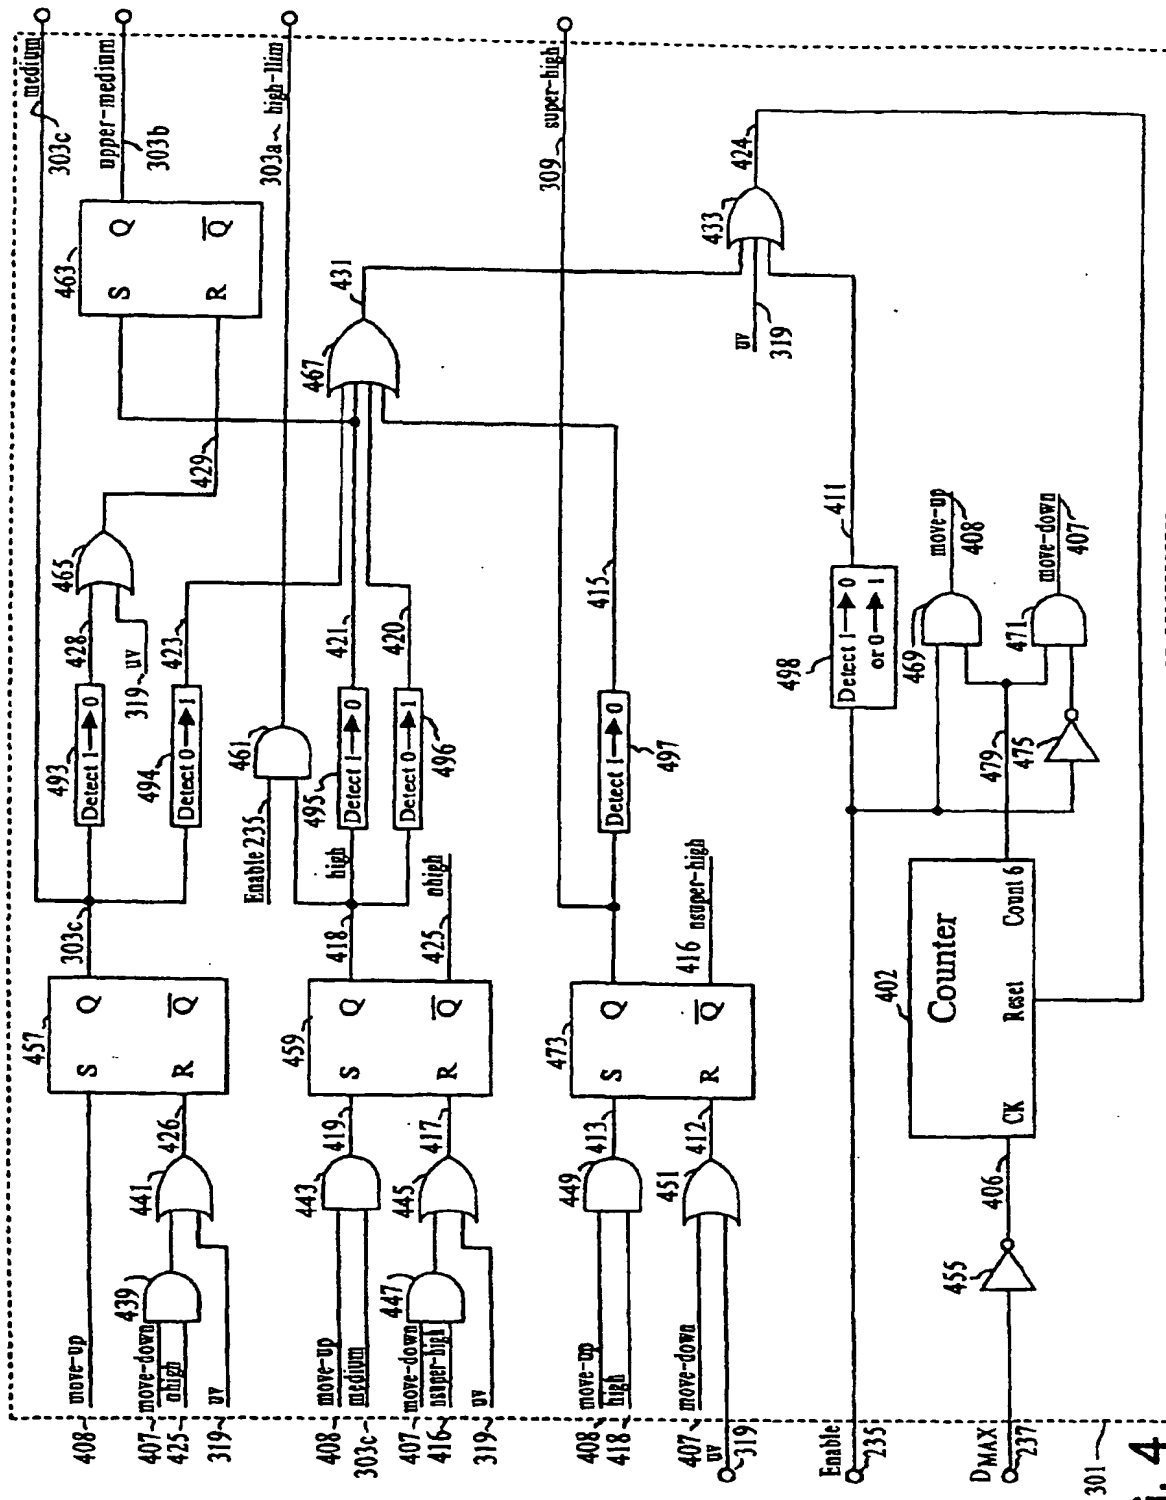 408 move-up
407 move-down
425 nhigh
319 uv
439
441
426
457
S Q
R Q
303c
493
Detect 1 → 0
428
494
Detect 0 → 1
423
319 uv
465
429
463
S Q
R Q
medium
303c
upper-medium
303b
408 move-up
303c medium
407 move-down
416 nsuper-high
319 uv
443
419
447
445
417
459
S Q
R Q
418
high
425 nhigh
Enable 235
461
495
Detect 1 → 0
421
Detect 0 → 1
496
420
467
431
303a high-llim
408 move-up
418 high
407 move-down
uv
319
449
413
451
412
473
S Q
R Q
416 nsuper-high
Detect 1 → 0
497
415
309 super-high
Enable
235
498
Detect 1 → 0
or 0 → 1
411
uv
319
433
424
469
move-up
408
471
move-down
407
475
479
DMAX
237
455
406
402
Counter
CK Reset Count 6
301
4